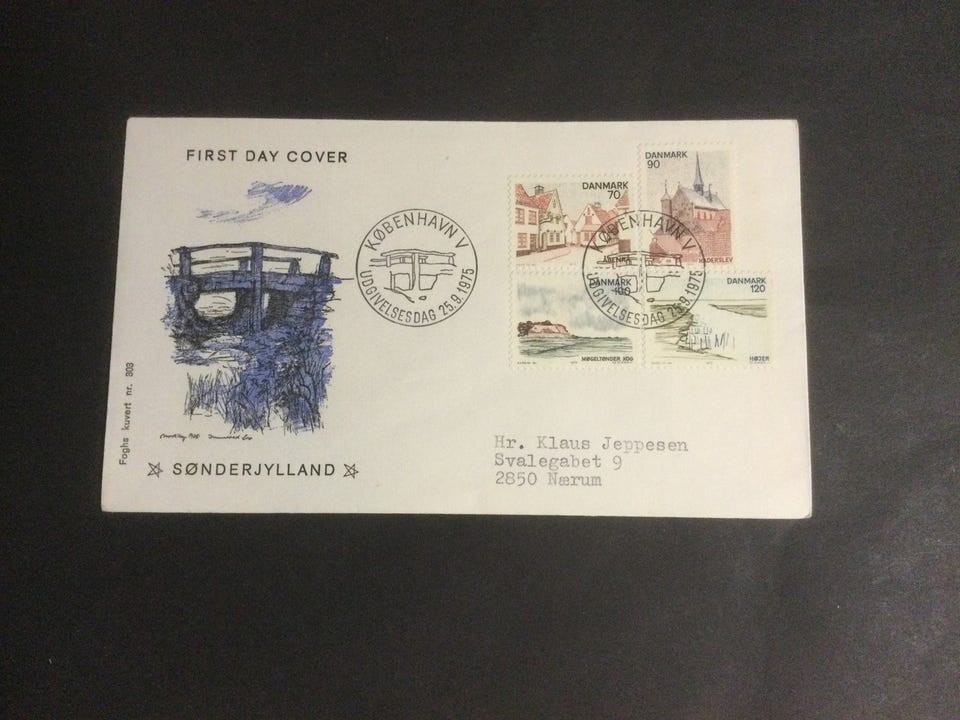 FIRST DAY COVER
KØBENHAVN V
UDGIVELSESDAG 25.9.1975
DANMARK
70
ÅBENRÅ
DANMARK
90
HADERSLEV
KØBENHAVN V
UDGIVELSESDAG 25.9.1975
DANMARK
100
MØGELTØNDER KOG
DANMARK
120
HØJER
Foghs kuvert nr. 303
☆ SØNDERJYLLAND ☆
Hr. Klaus Jeppesen
Svalegabet 9
2850 Nærum